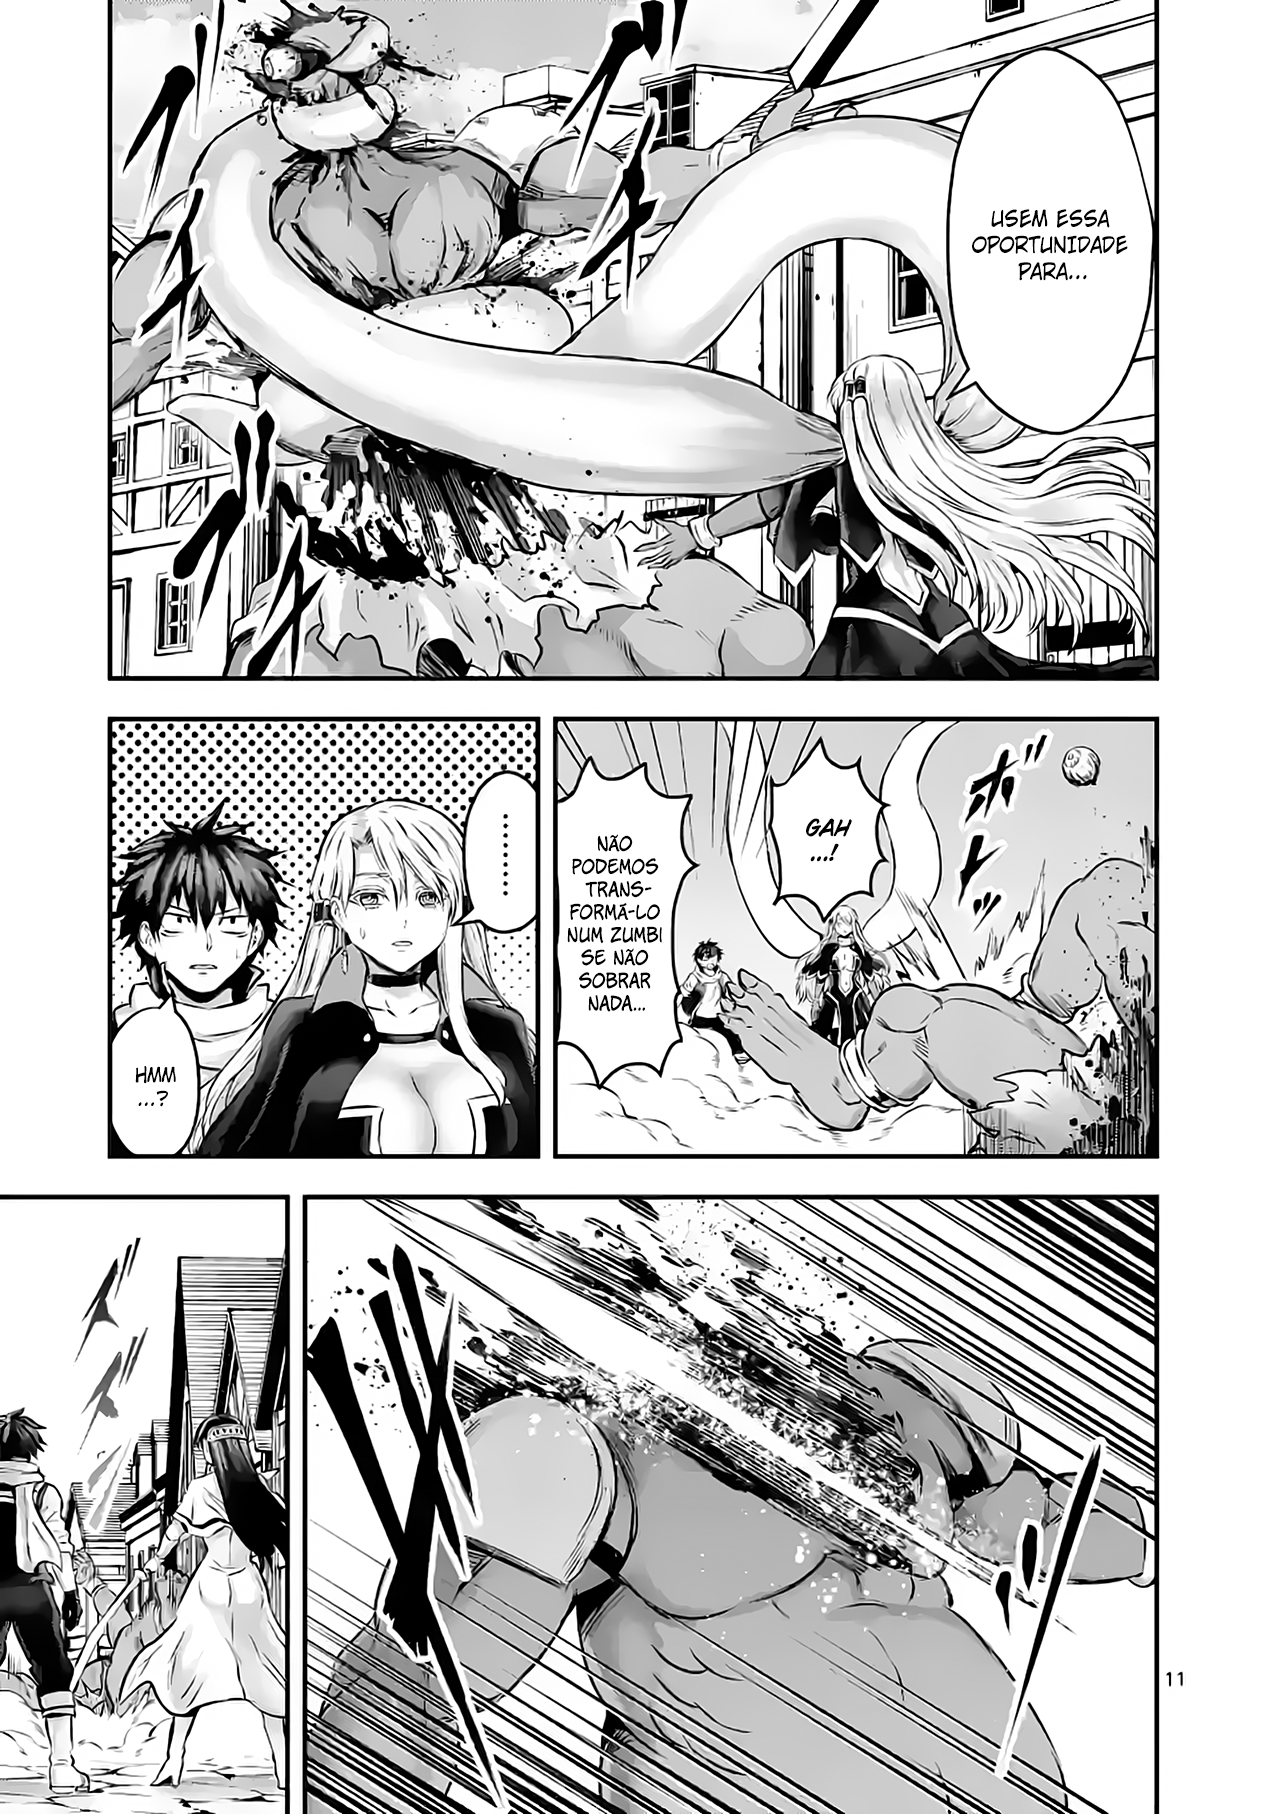 USEM ESSA
OPORTUNIDADE
PARA...
GAH
...!
NÃO
PODEMOS
TRANS-
FORMÁ-LO
NUM ZUMBI
SE NÃO
SOBRAR
NADA...
.........
HMM
...?
11